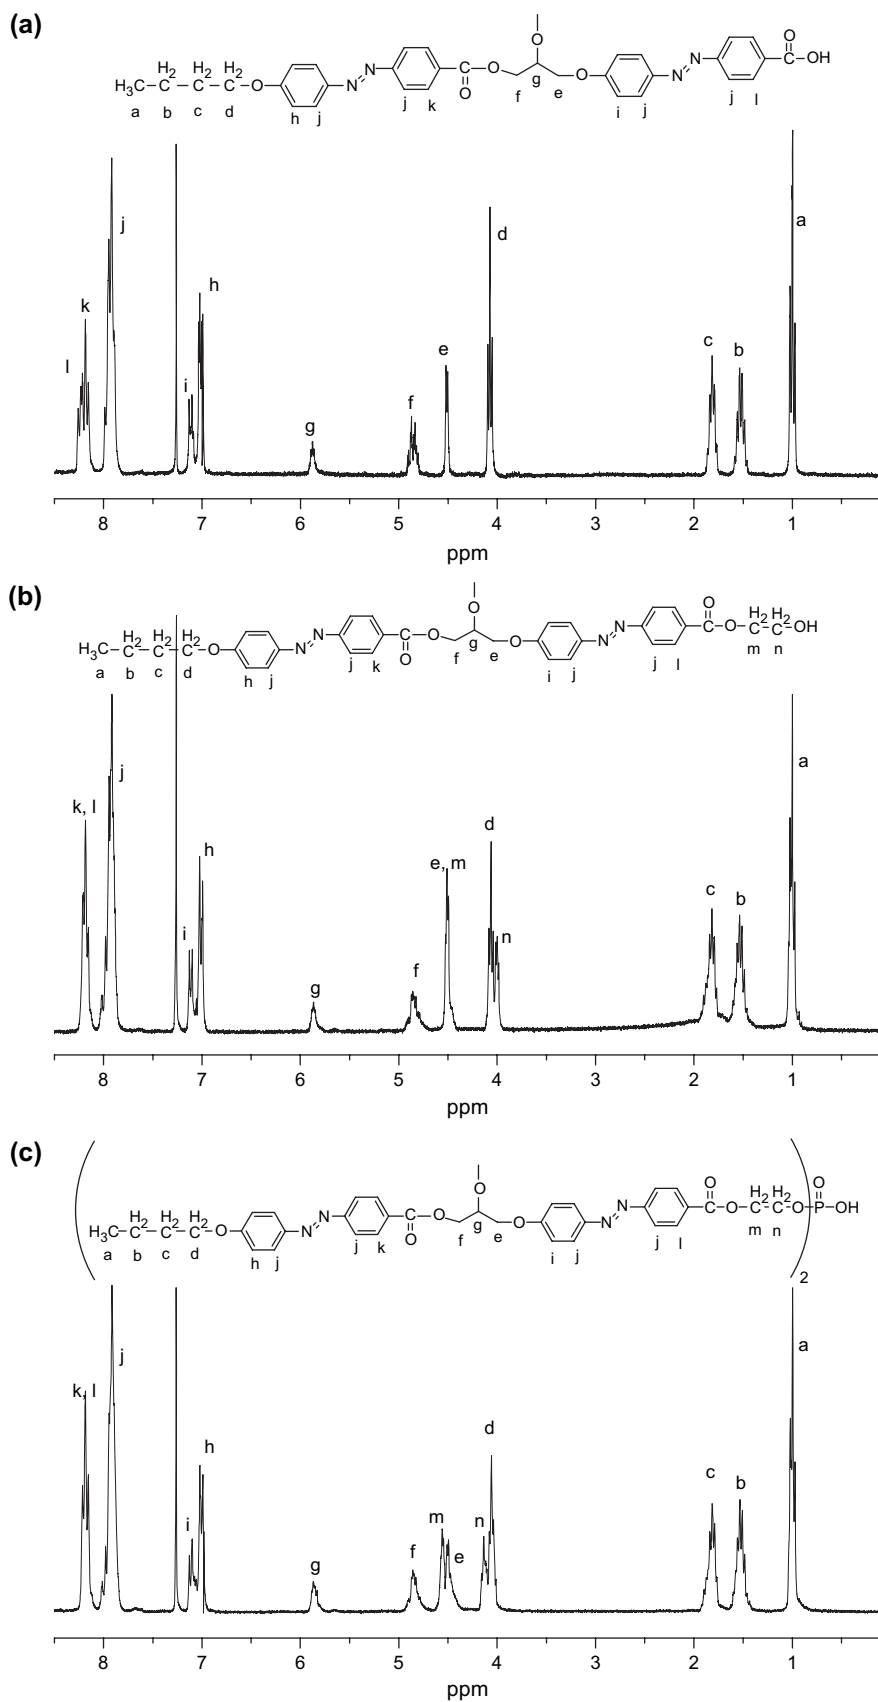 (a)
O
O
H₃C H₂ C H₂ C H₂ C O N N C O O O N N C OH
O
a b c d h j j k f g e i j j l
l k j i h g f e d c b a
8 7 6 5 4 3 2 1
ppm
(b)
O
O
H₃C H₂ C H₂ C H₂ C O N N C O O O N N C O H₂ C H₂ C OH
O
a b c d h j j k f g e i j j l m n
k, l j i h g f e, m d n c b a
8 7 6 5 4 3 2 1
ppm
(c)
O
O O
H₃C H₂ C H₂ C H₂ C O N N C O O O N N C O H₂ C H₂ C O P OH
O
a b c d h j j k f g e i j j l m n
2
k, l j i h g f m e n d c b a
8 7 6 5 4 3 2 1
ppm